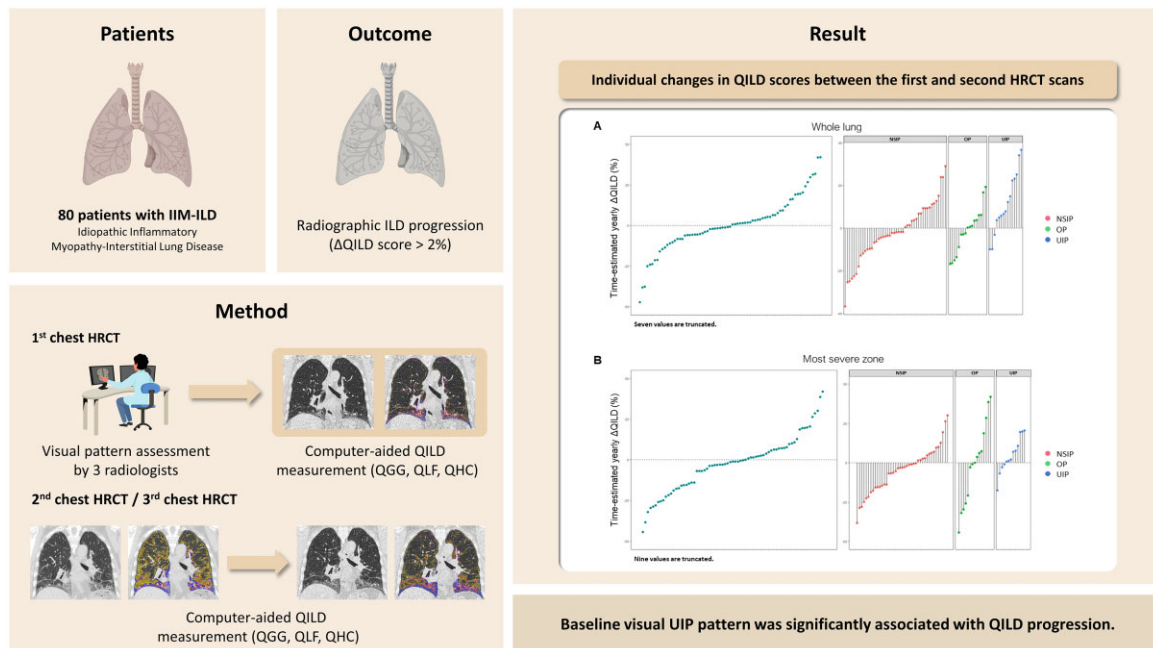 Patients
80 patients with IIM-ILD
Idiopathic Inflammatory
Myopathy-Interstitial Lung Disease
Outcome
Radiographic ILD progression
(ΔQILD score > 2%)
Method
1st chest HRCT
Visual pattern assessment
by 3 radiologists
Computer-aided QILD
measurement (QGG, QLF, QHC)
2nd chest HRCT / 3rd chest HRCT
Computer-aided QILD
measurement (QGG, QLF, QHC)
Result
Individual changes in QILD scores between the first and second HRCT scans
A
Whole lung
Time-estimated yearly ΔQILD (%)
NSIP
OP
UIP
NSIP
OP
UIP
Seven values are truncated.
B
Most severe zone
Time-estimated yearly ΔQILD (%)
NSIP
OP
UIP
NSIP
OP
UIP
Nine values are truncated.
Baseline visual UIP pattern was significantly associated with QILD progression.